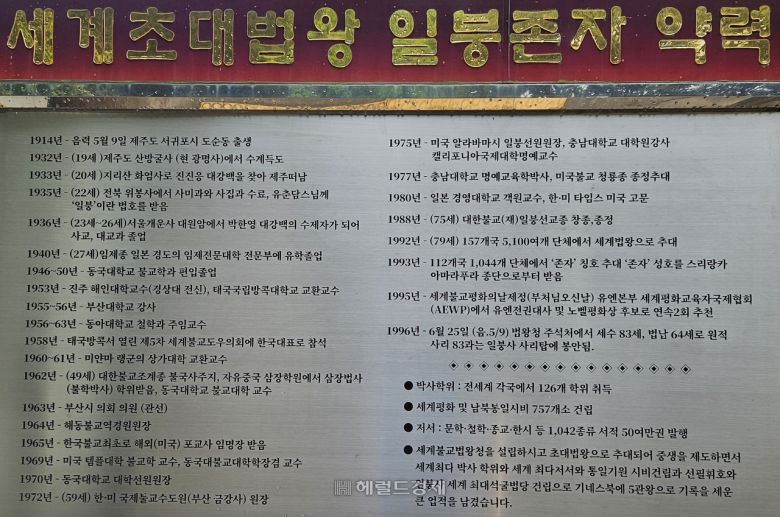 세계초대법왕 일붕존자 약력
1914년 - 음력 5월 9일 제주도 서귀포시 도순동 출생
1932년 - (19세) 제주도 산방굴사 (현 광명사)에서 수계득도
1933년 - (20세) 지리산 화엄사로 진진응 대강백을 찾아 제주떠남
1935년 - (22세) 전북 위봉사에서 사미과와 사집과 수료, 유춘담스님께
'일붕'이란 법호를 받음
1936년 - (23세~26세)서울개운사 대원암에서 박한영 대강백의 수제자가 되어
사교, 대교과 졸업
1940년 - (27세)임제종 일본 경도의 임제전문대학 전문부에 유학졸업
1946~50년 - 동국대학교 불교학과 편입졸업
1953년 - 진주 해인대학교수(경상대 전신), 태국국립방콕대학교 교환교수
1955~56년 - 부산대학교 강사
1956~63년 - 동아대학교 철학과 주임교수
1958년 - 태국방콕서 열린 제5차 세계불교도우의회에 한국대표로 참석
1960~61년 - 미얀마 랭군의 상가대학 교환교수
1962년 - (49세) 대한불교조계종 불국사주지, 자유중국 삼장학원에서 삼장법사
(불학박사) 학위받음, 동국대학교 불교대학 교수
1963년 - 부산시 의회 의원 (관선)
1964년 - 해동불교역경원원장
1965년 - 한국불교최초로 해외(미국) 포교사 임명장 받음
1969년 - 미국 템플대학 불교학 교수, 동국대불교대학학장겸 교수
1970년 - 동국대학교 대학선원원장
1972년 - (59세) 한·미 국제불교수도원(부산 금강사) 원장
1975년 - 미국 알라바마시 일붕선원원장, 충남대학교 대학원강사
캘리포니아국제대학명예교수
1977년 - 충남대학교 명예교육학박사, 미국불교 청룡종 종정추대
1980년 - 일본 경영대학교 객원교수, 한·미 타임스 미국 고문
1988년 - (75세) 대한불교(재)일붕선교종 창종,종정
1992년 - (79세) 157개국 5,100여개 단체에서 세계법왕으로 추대
1993년 - 112개국 1,044개 단체에서 '존자' 칭호 추대 '존자' 성호를 스리랑카
아마라푸라 종단으로부터 받음
1995년 - 세계불교평화의날제정(부처님오신날) 유엔본부 세계평화교육자국제협회
(AEWP)에서 유엔전권대사 및 노벨평화상 후보로 연속2회 추천
1996년 - 6월 25일 (음.5/9) 법왕청 주석처에서 세수 83세, 법납 64세로 원적
사리 83과는 일붕사 사리탑에 봉안됨.
● 박사학위 : 전세계 각국에서 126개 학위 취득
● 세계평화 및 남북통일시비 757개소 건립
● 저서 : 문학·철학·종교·한시 등 1,042종류 서적 50여만권 발행
● 세계불교법왕청을 설립하시고 초대법왕으로 추대되어 중생을 제도하면서
세계최다 박사 학위와 세계 최다저서와 통일기원 시비건립과 선필휘호와
일붕사 세계 최대석굴법당 건립으로 기네스북에 5관왕으로 기록을 세운
큰 업적을 남겼습니다.
H 헤럴드경제